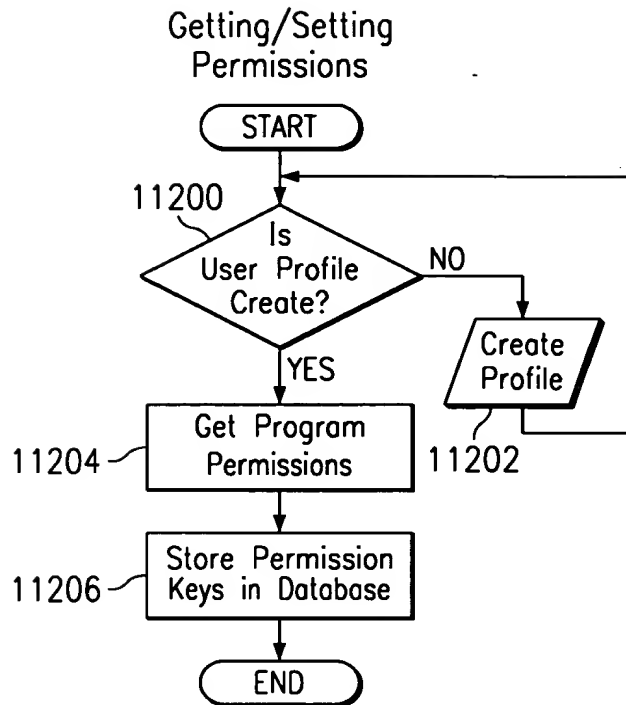 Getting/Setting
Permissions
START
11200
Is
User Profile
Create?
NO
YES
Create
Profile
11202
11204
Get Program
Permissions
11206
Store Permission
Keys in Database
END